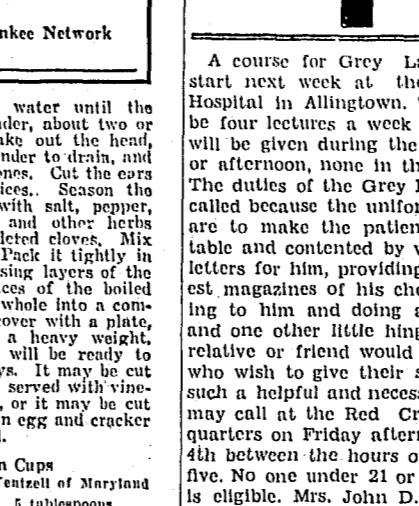 nkee Network
water until the
der, about two or
ake out the head,
nder to drain, and
ones. Cut the ears
ices.. Season the
with salt, pepper,
and other herbs
lcted cloves. Mix
Pack it tightly in
sing layers of the
ces of the boiled
whole into a com-
over with a plate,
a heavy weight.
will be ready to
ys. It may be cut
served with vine-
, or it may be cut
n egg and cracker
l.
n Cups
entzell of Maryland
5 tablespoons
A course for Grey La
start next week at the
Hospital in Allingtown.
be four lectures a week
will be given during the
or afternoon, none in th
The duties of the Grey
called because the unifor
are to make the patien
table and contented by
letters for him, providing
est magazines of his cho
ing to him and doing a
and one other little hing
relative or friend would
who wish to give their s
such a helpful and necess
may call at the Red Cr
quarters on Friday aftern
4th between the hours o
five. No one under 21 or
is eligible. Mrs. John D.